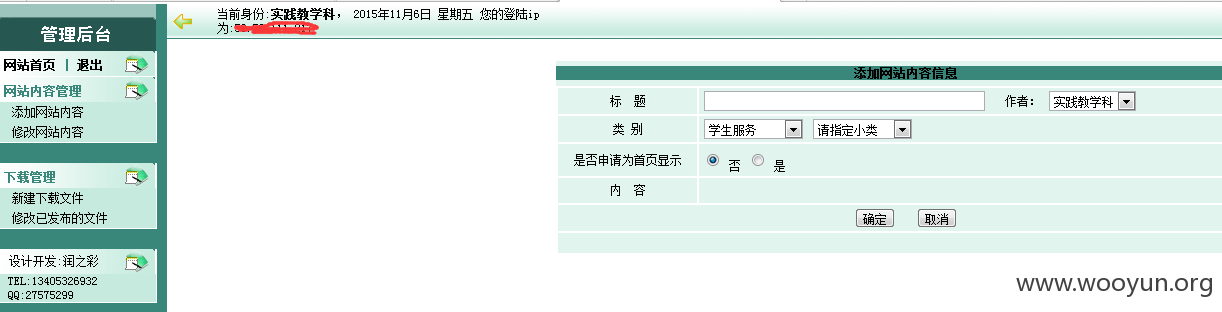 管理后台
网站首页 | 退出
网站内容管理
添加网站内容
修改网站内容
下载管理
新建下载文件
修改已发布的文件
设计开发:润之彩
TEL:13405326932
QQ:27575299
当前身份:实践教学科, 2015年11月6日 星期五 您的登陆ip
为:
添加网站内容信息
标 题 作者: 实践教学科
类 别 学生服务 请指定小类
是否申请为首页显示 否 是
内 容
确定 取消
www.wooyun.org